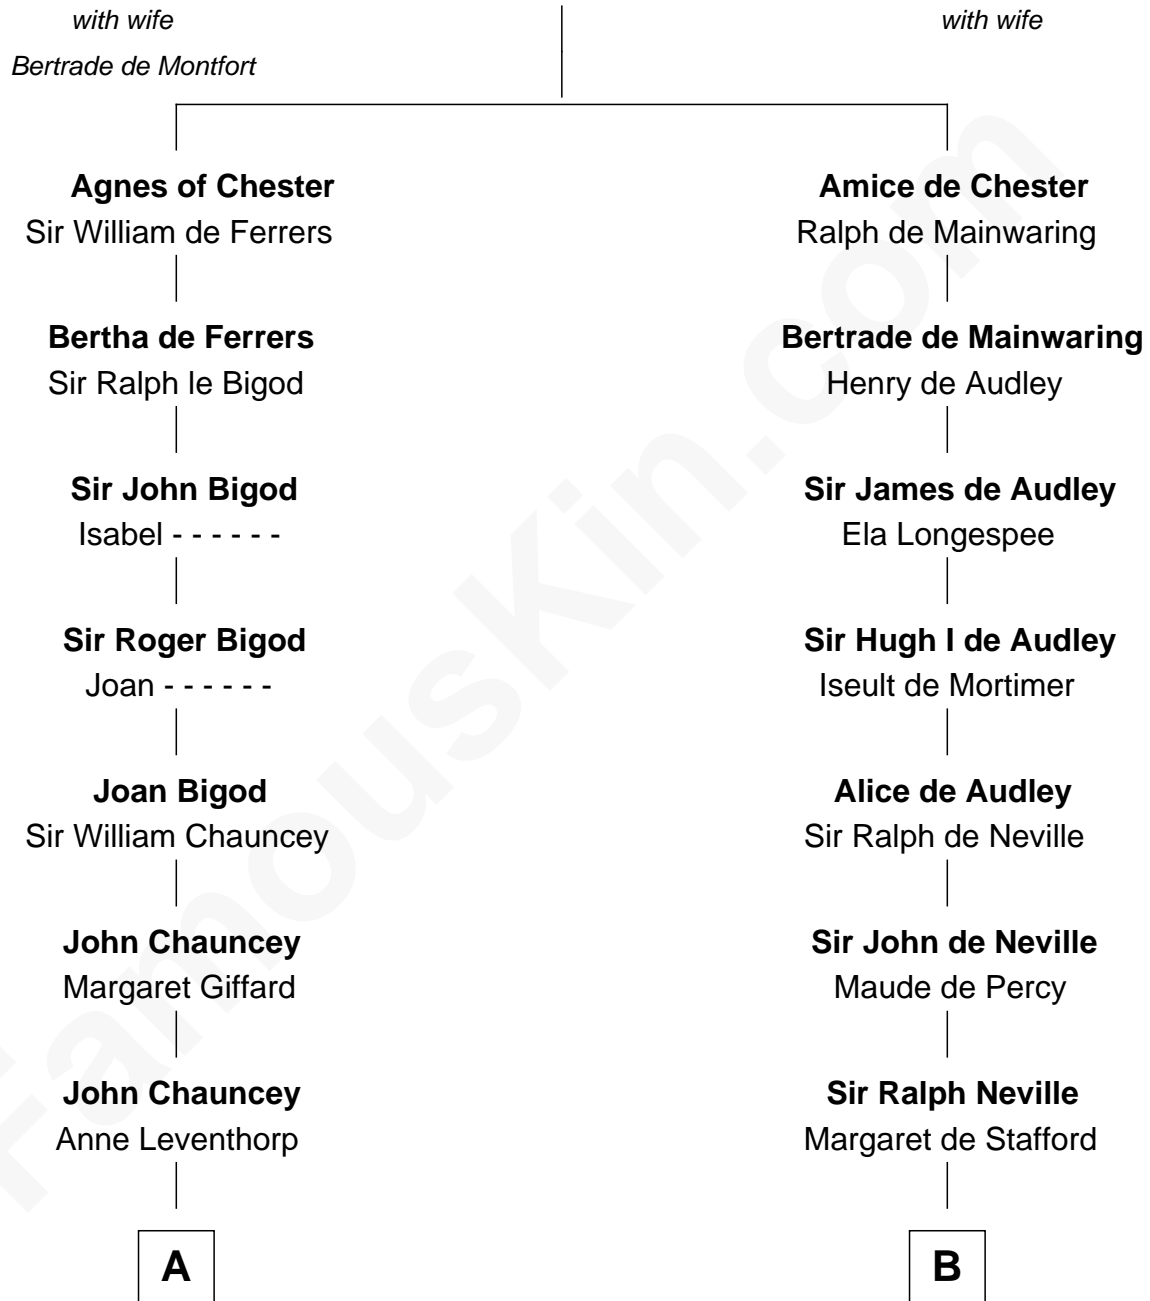 with wife
Bertrade de Montfort
with wife
Agnes of Chester
Sir William de Ferrers
Amice de Chester
Ralph de Mainwaring
Bertha de Ferrers
Sir Ralph le Bigod
Bertrade de Mainwaring
Henry de Audley
Sir John Bigod
Isabel - - - - - -
Sir James de Audley
Ela Longespee
Sir Roger Bigod
Joan - - - - - -
Sir Hugh I de Audley
Iseult de Mortimer
Joan Bigod
Sir William Chauncey
Alice de Audley
Sir Ralph de Neville
John Chauncey
Margaret Giffard
Sir John de Neville
Maude de Percy
John Chauncey
Anne Leventhorp
Sir Ralph Neville
Margaret de Stafford
A
B
FamousKin.com